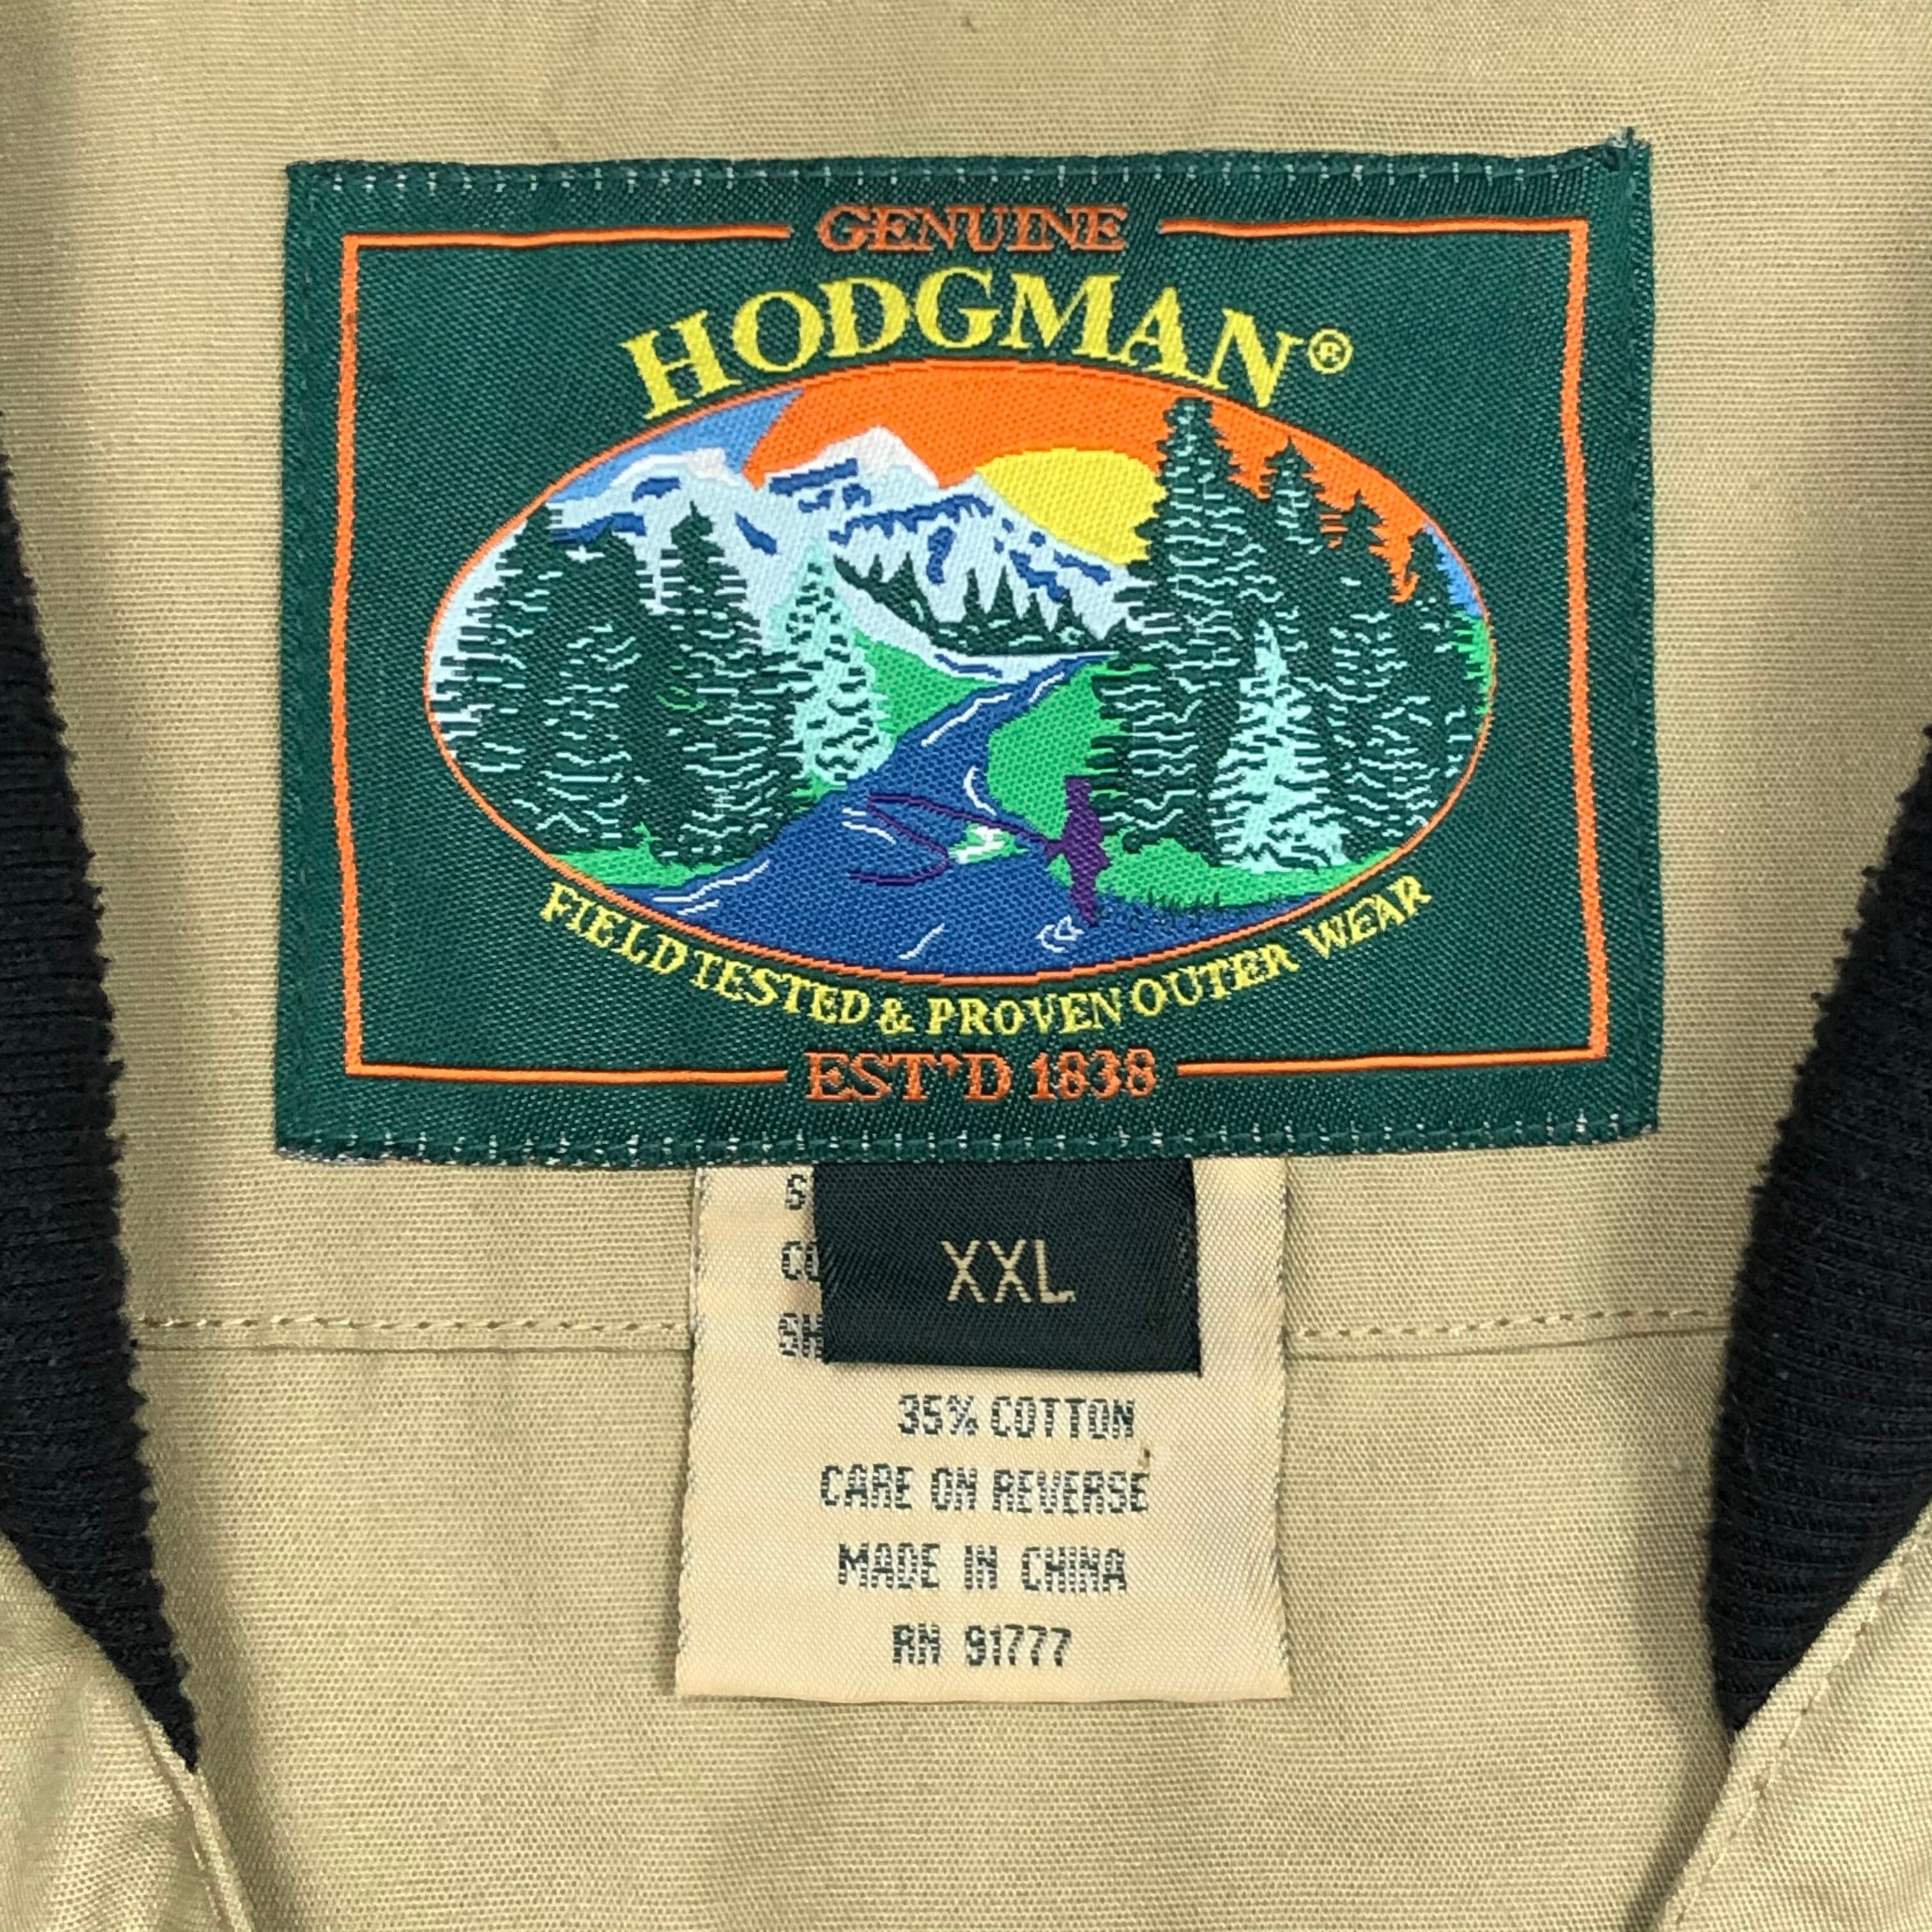 GENUINE
HODGMAN®
FIELD TESTED & PROVEN OUTER WEAR
EST'D 1838
XXL
35% COTTON
CARE ON REVERSE
MADE IN CHINA
RN 91777